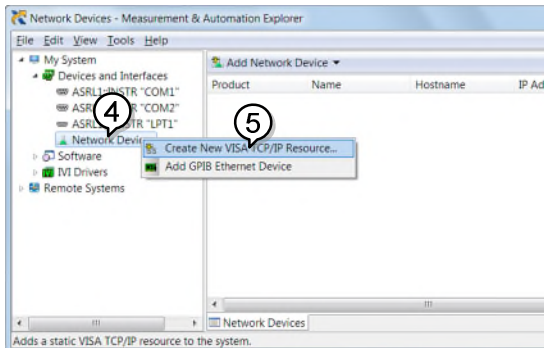 Network Devices - Measurement & Automation Explorer
File Edit View Tools Help
My System
Devices and Interfaces
ASRL1::INSTR "COM1"
"COM2"
"LPT1"
Network
Software
IVI Drivers
Remote Systems
Add Network Device
Product Name Hostname IP Ad
4
5
Create New VISA TCP/IP Resource...
Add GPIB Ethernet Device
Network Devices
Adds a static VISA TCP/IP resource to the system.